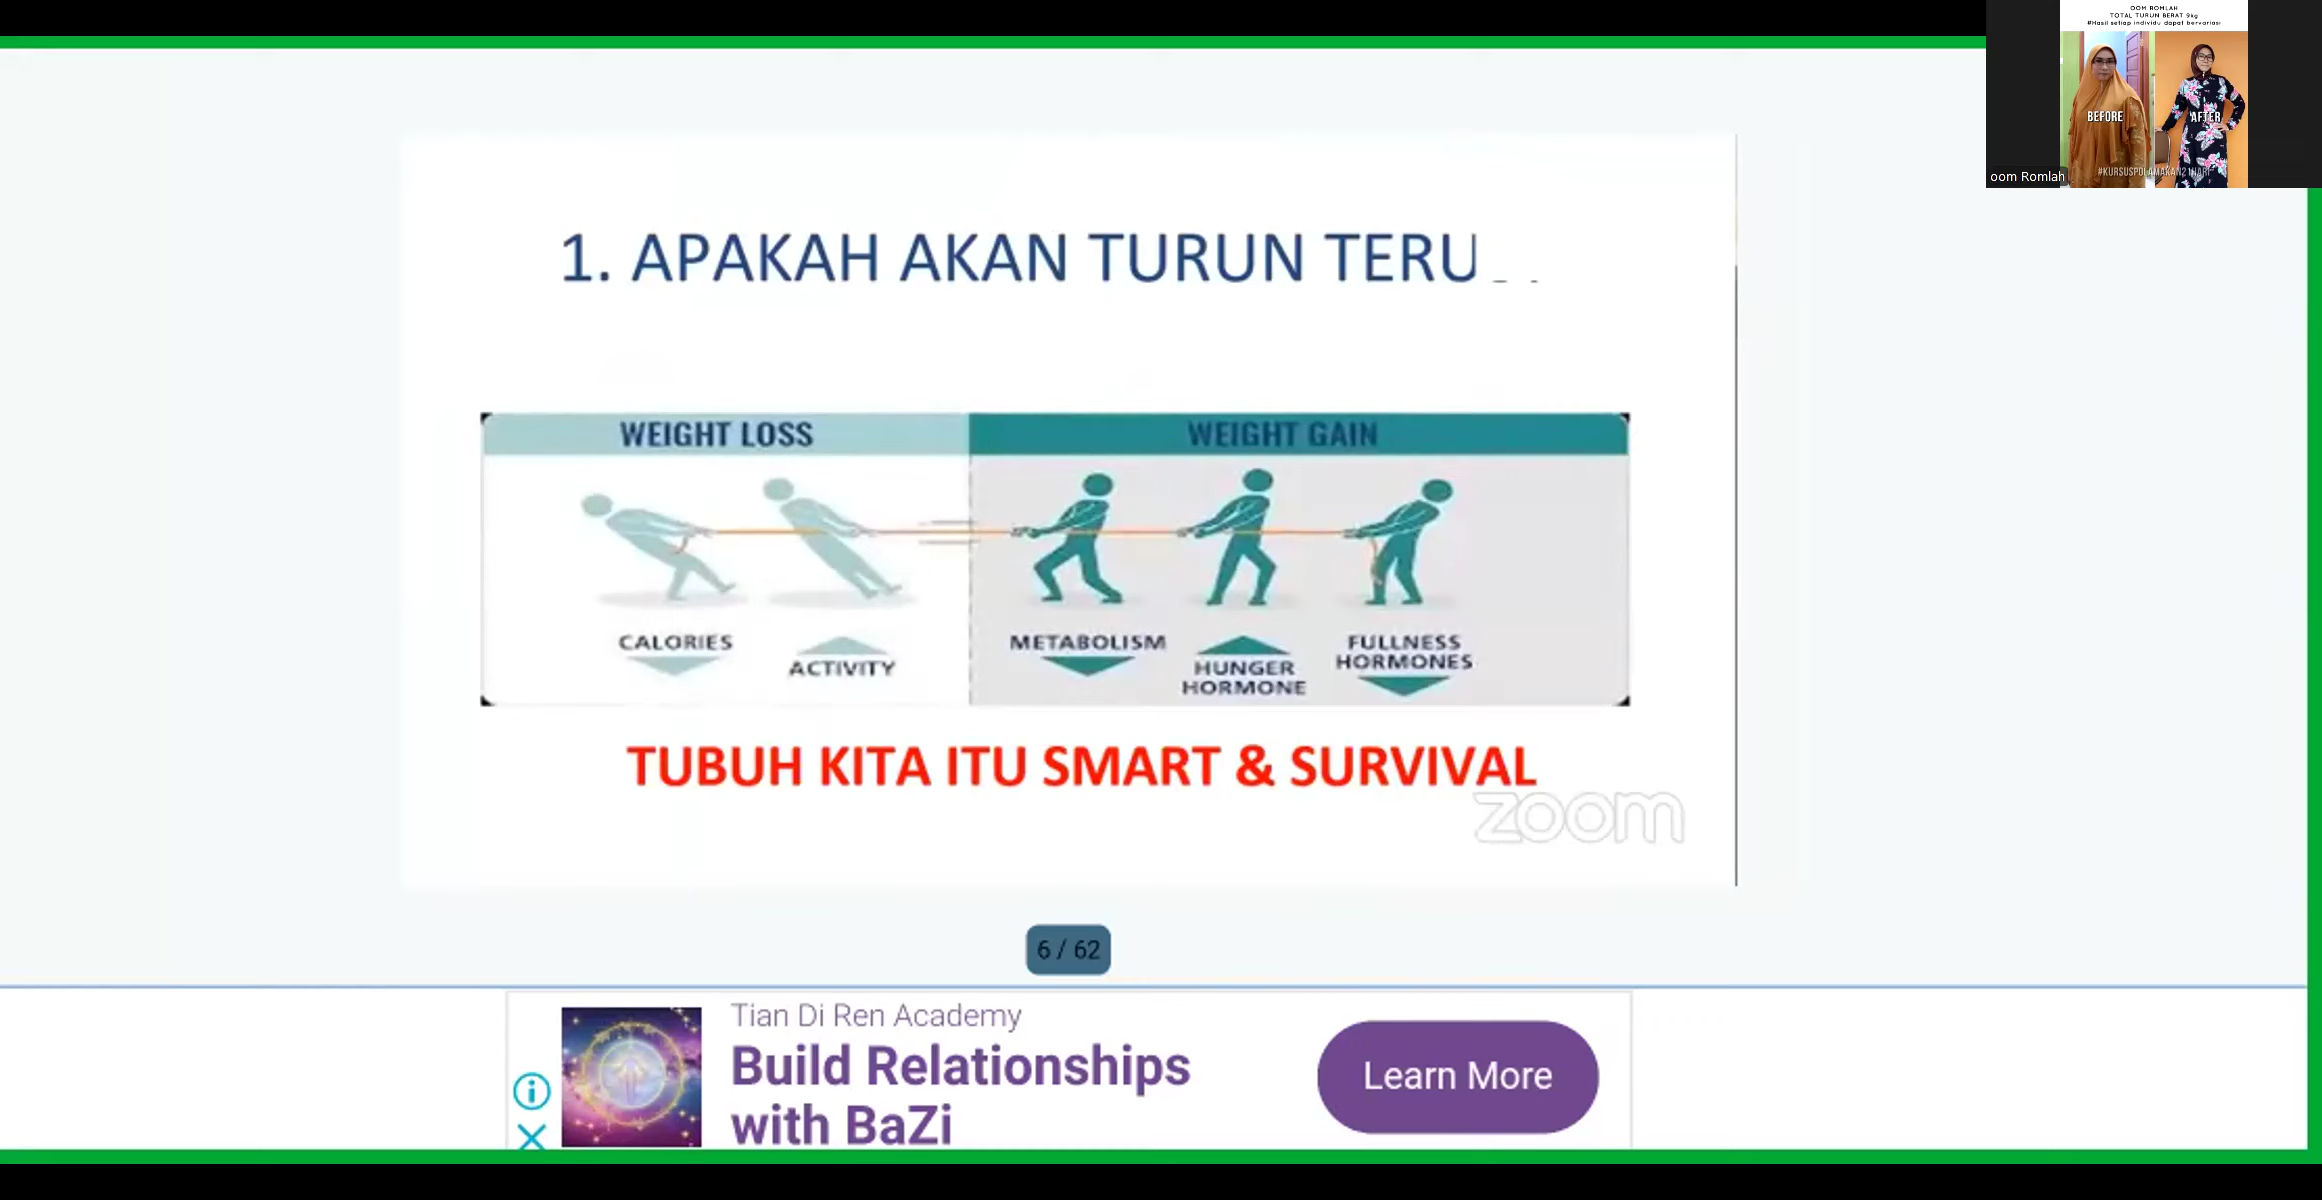 OOM ROMLAH
TOTAL TURUN BERAT 9kg
#Hasil setiap individu dapat bervariasi
BEFORE
AFTER
#KURSUSPOLAMAKAN21HARI
oom Romlah
1. APAKAH AKAN TURUN
WEIGHT LOSS
WEIGHT GAIN
CALORIES
ACTIVITY
METABOLISM
HUNGER
HORMONE
FULLNESS
HORMONES
TUBUH KITA ITU SMART & SURVIVAL
zoom
6 / 62
Tian Di Ren Academy
Build Relationships
with BaZi
Learn More